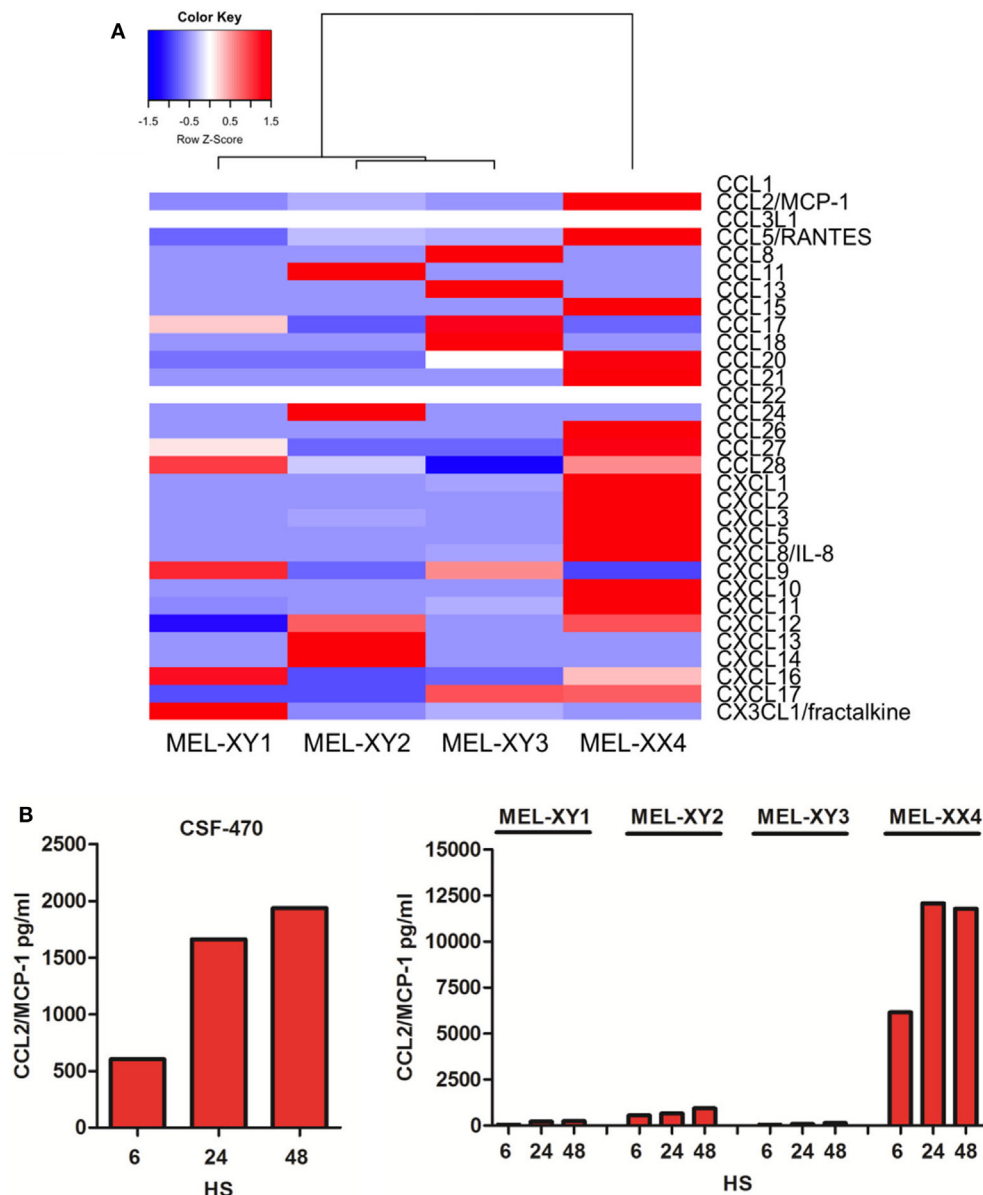 A
Color Key
-1.5 -0.5 0.5 1.5
Row Z-Score
CCL1
CCL2/MCP-1
CCL3L1
CCL5/RANTES
CCL8
CCL11
CCL13
CCL15
CCL17
CCL18
CCL20
CCL21
CCL22
CCL24
CCL26
CCL27
CCL28
CXCL1
CXCL2
CXCL3
CXCL5
CXCL8/IL-8
CXCL9
CXCL10
CXCL11
CXCL12
CXCL13
CXCL14
CXCL16
CXCL17
CX3CL1/fractalkine
MEL-XY1 MEL-XY2 MEL-XY3 MEL-XX4
B
CSF-470
CCL2/MCP-1 pg/ml
2500
2000
1500
1000
500
0
6 24 48
HS
MEL-XY1 MEL-XY2 MEL-XY3 MEL-XX4
CCL2/MCP-1 pg/ml
15000
12500
10000
7500
5000
2500
0
6 24 48 6 24 48 6 24 48 6 24 48
HS